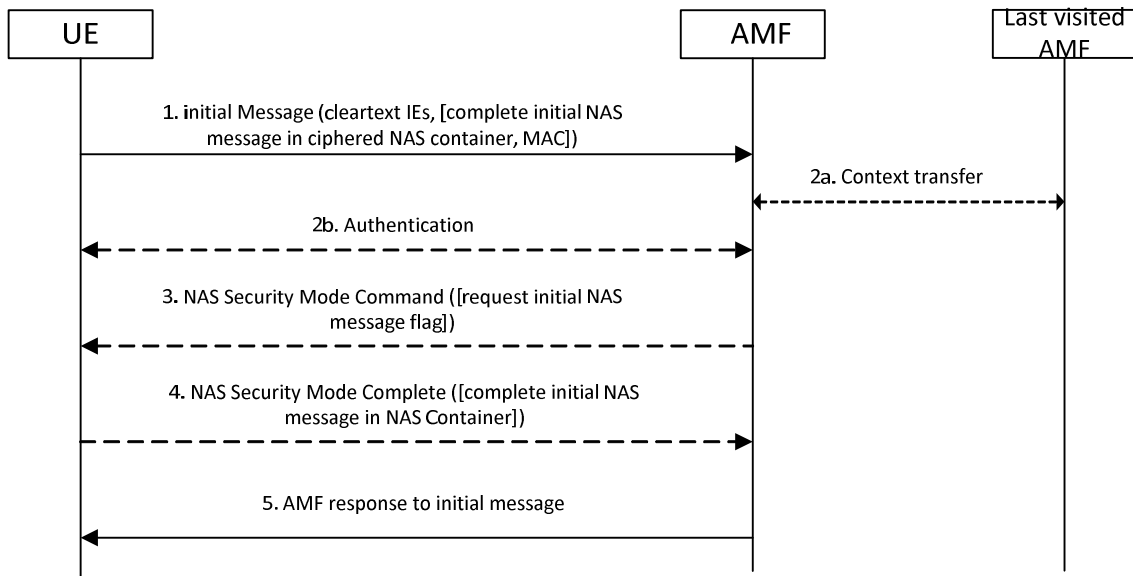 UE
AMF
Last visited
AMF
1. initial Message (cleartext IEs, [complete initial NAS
message in ciphered NAS container, MAC])
2a. Context transfer
2b. Authentication
3. NAS Security Mode Command ([request initial NAS
message flag])
4. NAS Security Mode Complete ([complete initial NAS
message in NAS Container])
5. AMF response to initial message